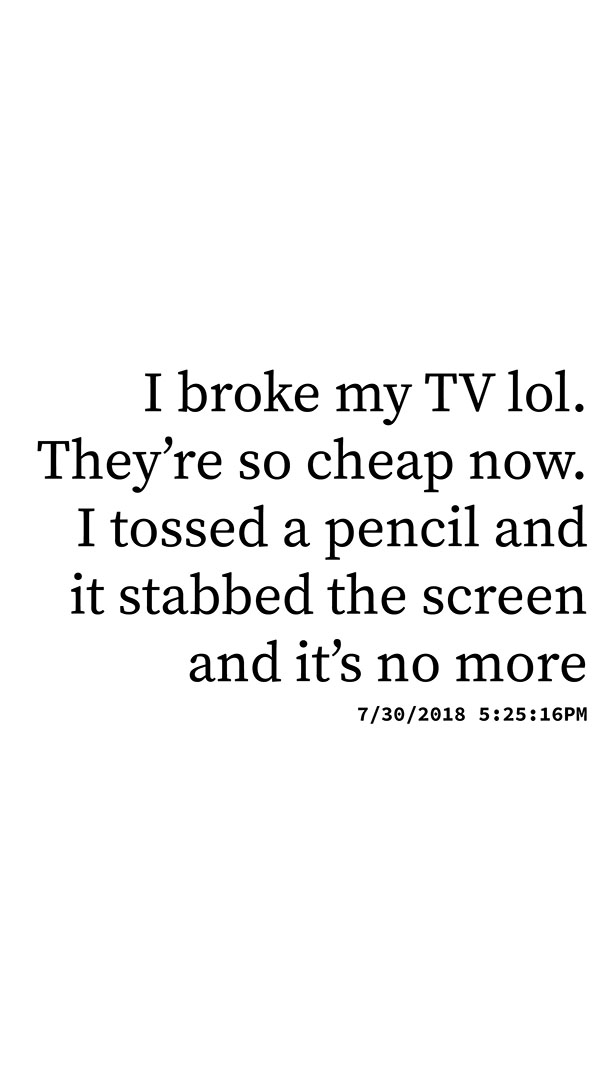 I broke my TV lol.
They’re so cheap now.
I tossed a pencil and
it stabbed the screen
and it’s no more
7/30/2018 5:25:16PM